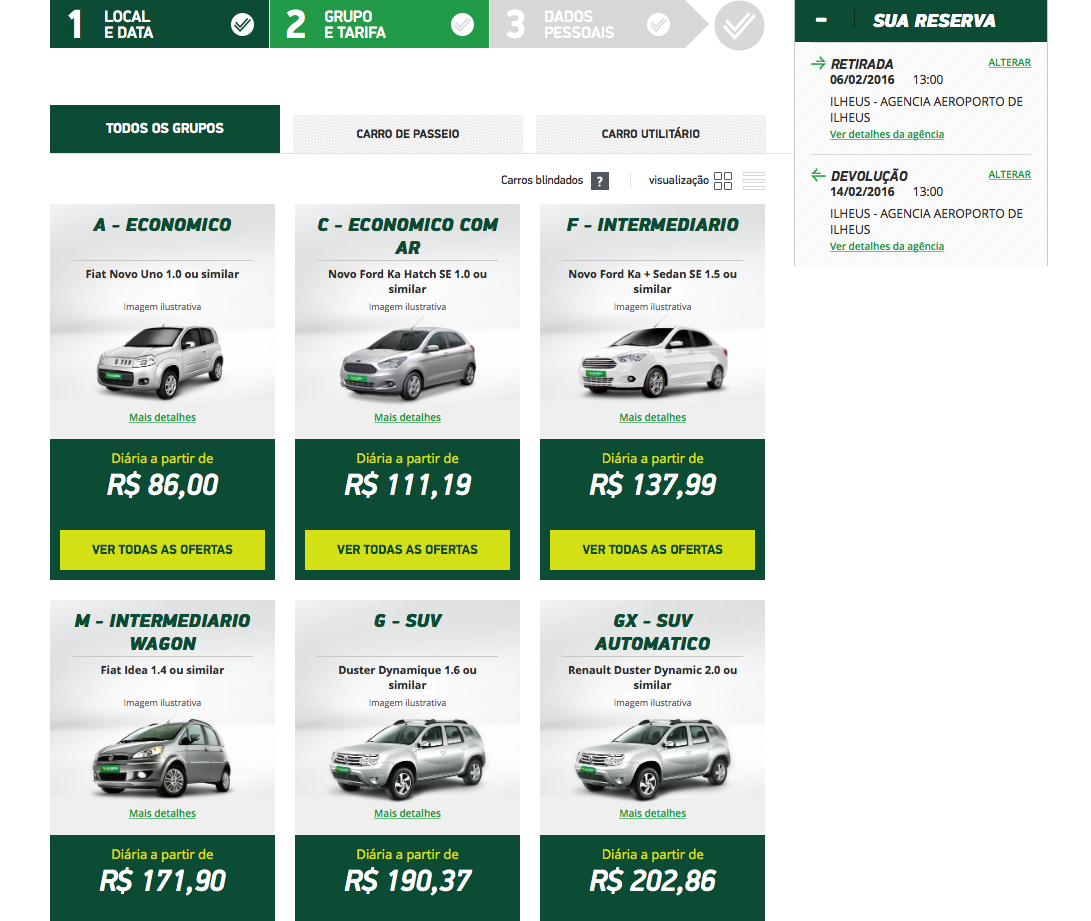 1 LOCAL
E DATA
2 GRUPO
E TARIFA
3 DADOS
PESSOAIS
- SUA RESERVA
RETIRADA ALTERAR
06/02/2016 13:00
ILHEUS - AGENCIA AEROPORTO DE
ILHEUS
Ver detalhes da agência
DEVOLUÇÃO ALTERAR
14/02/2016 13:00
ILHEUS - AGENCIA AEROPORTO DE
ILHEUS
Ver detalhes da agência
TODOS OS GRUPOS
CARRO DE PASSEIO
CARRO UTILITÁRIO
Carros blindados ?
visualização
A - ECONOMICO
Fiat Novo Uno 1.0 ou similar
Imagem ilustrativa
Mais detalhes
Diária a partir de
R$ 86,00
VER TODAS AS OFERTAS
C - ECONOMICO COM
AR
Novo Ford Ka Hatch SE 1.0 ou
similar
Imagem ilustrativa
Mais detalhes
Diária a partir de
R$ 111,19
VER TODAS AS OFERTAS
F - INTERMEDIARIO
Novo Ford Ka + Sedan SE 1.5 ou
similar
Imagem ilustrativa
Mais detalhes
Diária a partir de
R$ 137,99
VER TODAS AS OFERTAS
M - INTERMEDIARIO
WAGON
Fiat Idea 1.4 ou similar
Imagem ilustrativa
Mais detalhes
Diária a partir de
R$ 171,90
G - SUV
Duster Dynamique 1.6 ou
similar
Imagem ilustrativa
Mais detalhes
Diária a partir de
R$ 190,37
GX - SUV
AUTOMATICO
Renault Duster Dynamic 2.0 ou
similar
Imagem ilustrativa
Mais detalhes
Diária a partir de
R$ 202,86